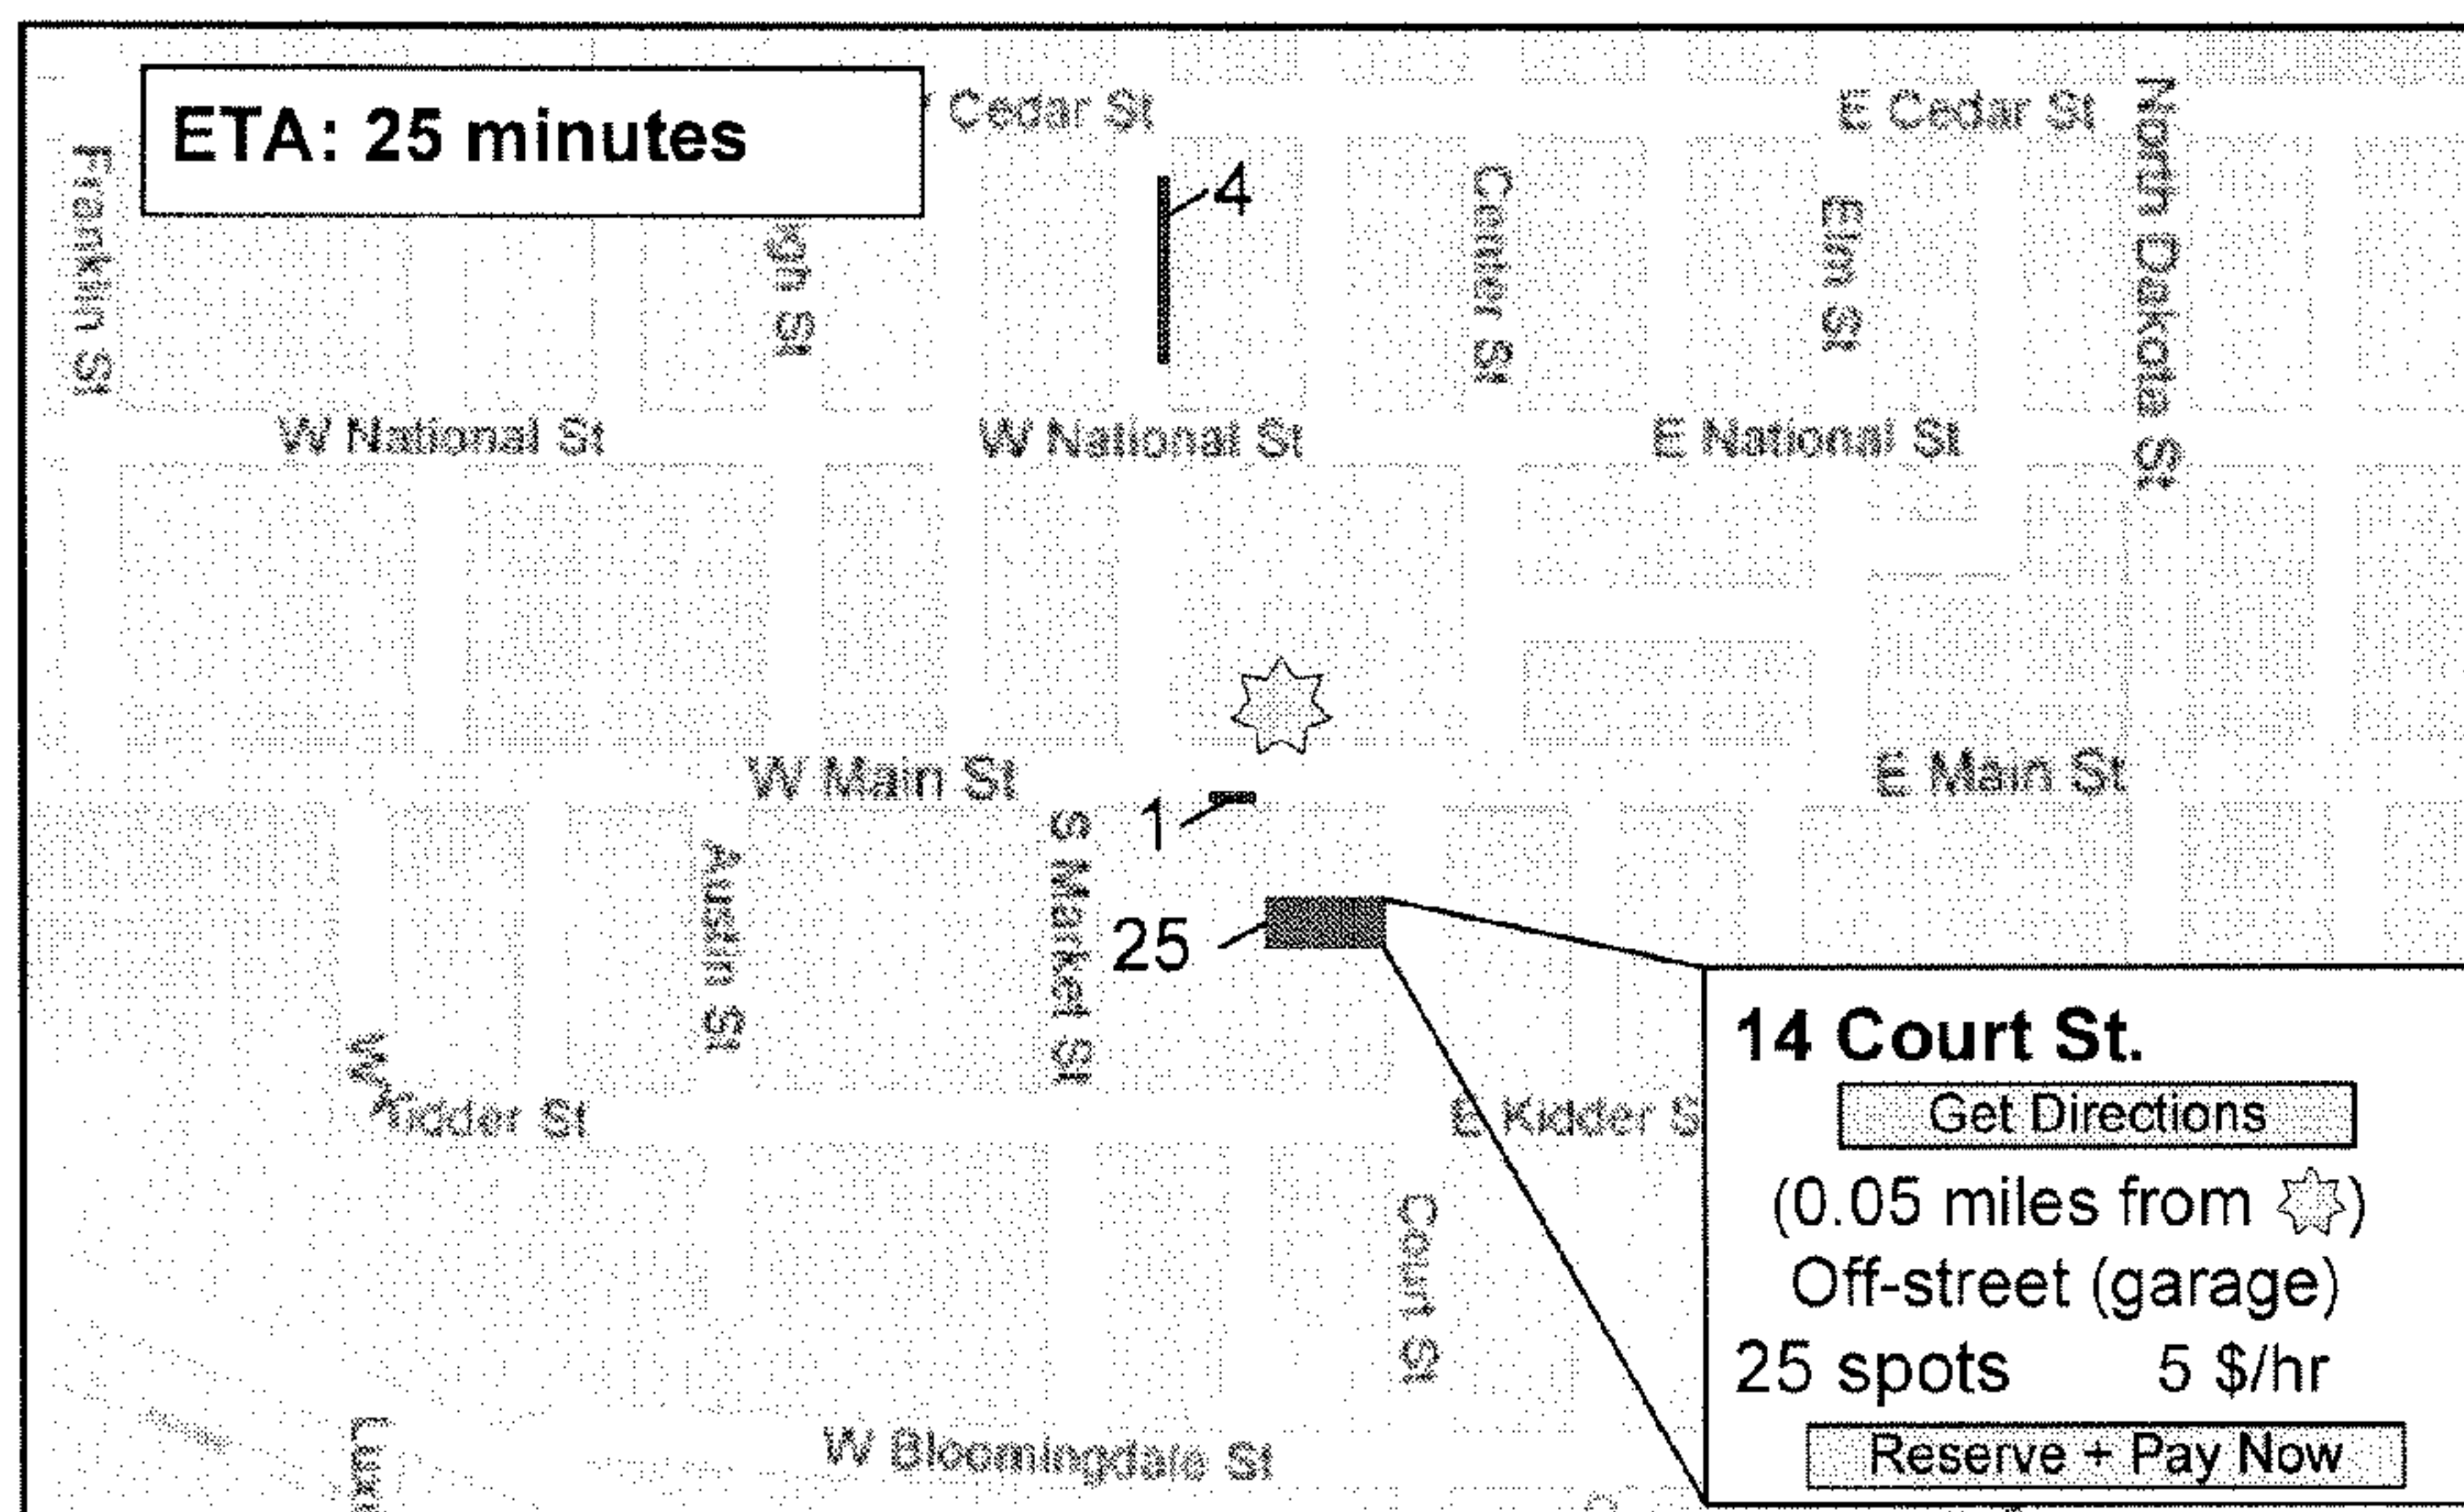 ETA: 25 minutes
Cedar St
E Cedar St
North Dakota St
Franklin St
4
Center St
Elm St
St
W National St
W National St
E National St
W Main St
E Main St
1
S Market St
Austin St
25
14 Court St.
Get Directions
(0.05 miles from )
Off-street (garage)
25 spots 5 $/hr
Reserve + Pay Now
W
Kidder St
E Kidder S
Court St
W Bloomingdale St